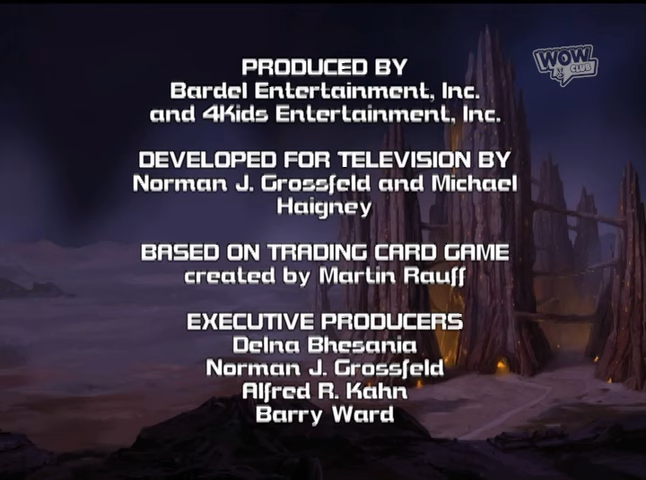 WOW
CLUB
PRODUCED BY
Bardel Entertainment, Inc.
and 4Kids Entertainment, Inc.
DEVELOPED FOR TELEVISION BY
Norman J. Grossfeld and Michael
Haigney
BASED ON TRADING CARD GAME
created by Martin Rauff
EXECUTIVE PRODUCERS
Delna Bhesania
Norman J. Grossfeld
Alfred R. Kahn
Barry Ward